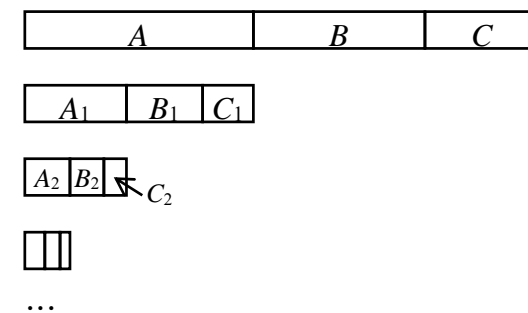 A B C
A₁ B₁ C₁
A₂ B₂
C₂
…